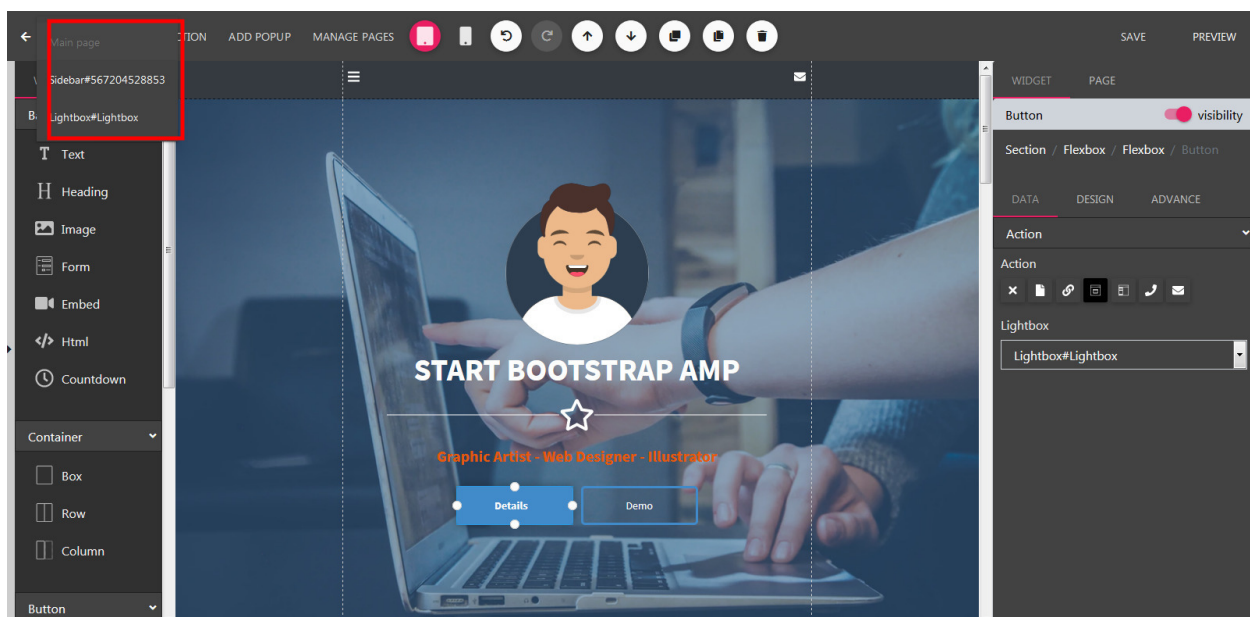 Main page
Sidebar#567204528853
Lightbox#Lightbox
ADD POPUP
MANAGE PAGES
SAVE
PREVIEW
T Text
H Heading
Image
Form
Embed
</> Html
Countdown
Container
Box
Row
Column
Button
START BOOTSTRAP AMP
Graphic Artist - Web Designer - Illustrator
Details
Demo
WIDGET
PAGE
Button
visibility
Section / Flexbox / Flexbox / Button
DATA
DESIGN
ADVANCE
Action
Action
Lightbox
Lightbox#Lightbox